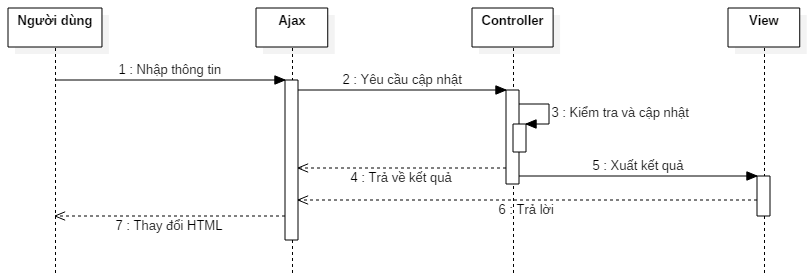 Người dùng
Ajax
Controller
View
1 : Nhập thông tin
2 : Yêu cầu cập nhật
3 : Kiểm tra và cập nhật
4 : Trả về kết quả
5 : Xuất kết quả
6 : Trả lời
7 : Thay đổi HTML